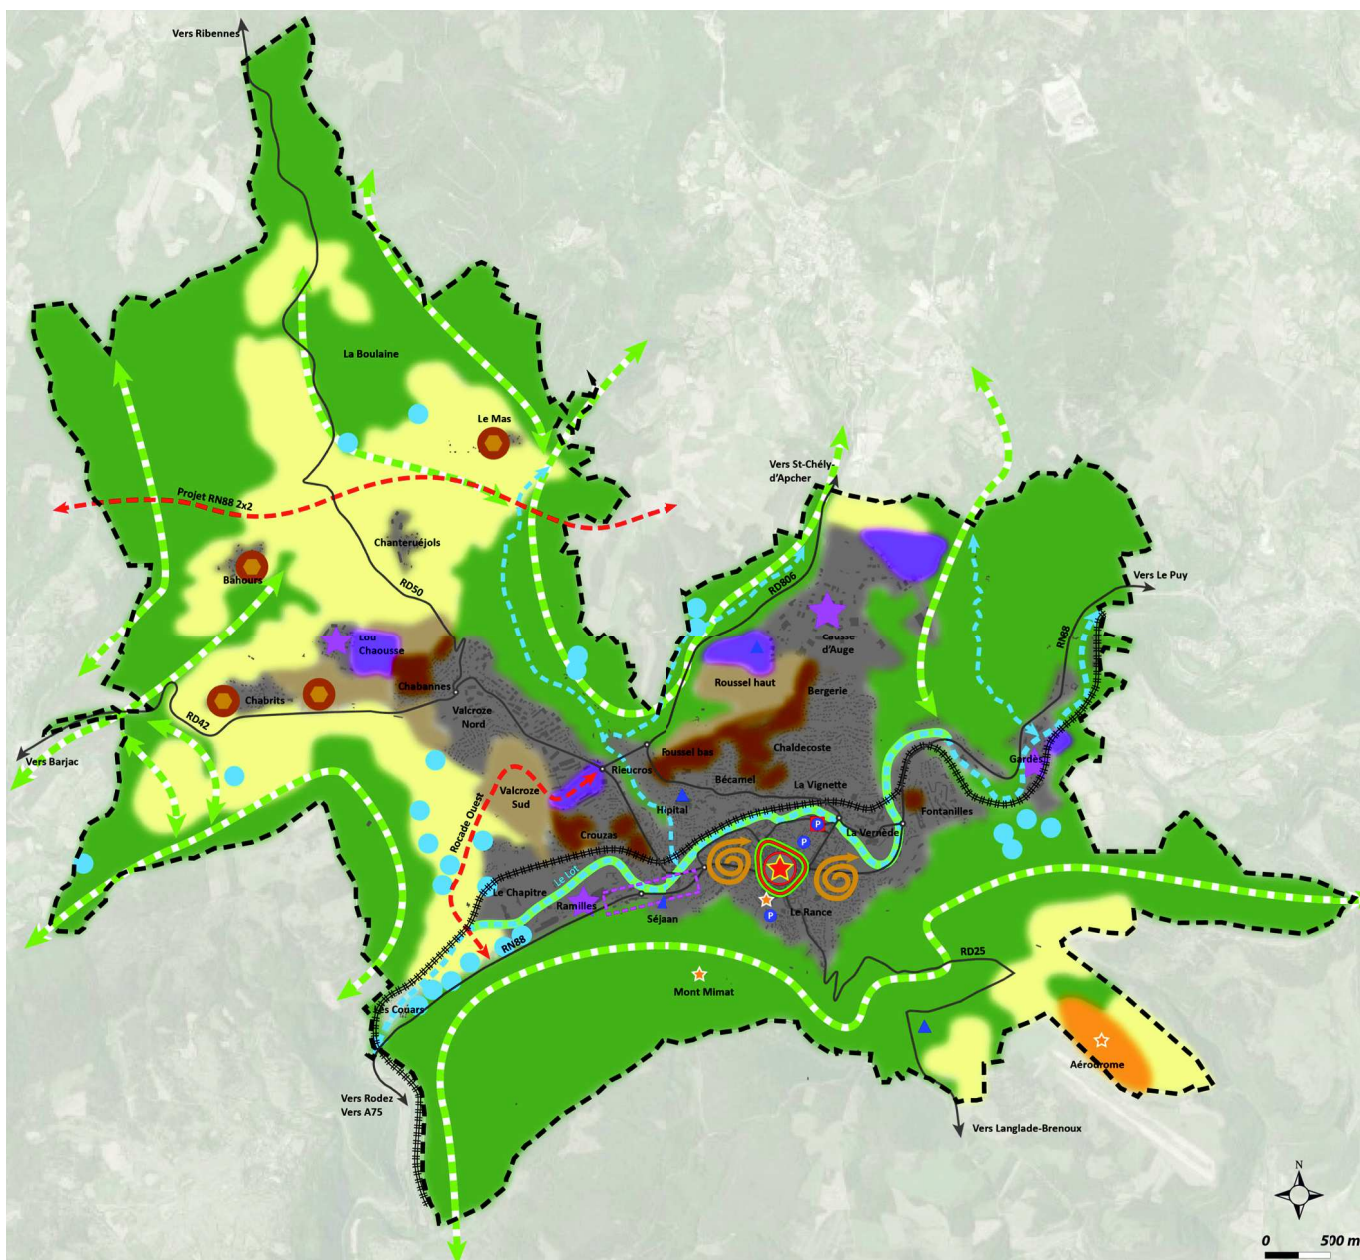 Vers Ribennes
La Boulaine
Le Mas
Vers St-Chély-
d'Apcher
Projet RN88 2x2
Chanteruéjols
Bahours
RD50
RD806
Vers Le Puy
RN88
Lou
Chaousse
Causse
d'Auge
Chabannes
Roussel haut
Bergerie
Chabrits
RD42
Valcroze
Nord
Vers Barjac
Roussel bas
Chaldecoste
Rieucros
Bécamel
Gardès
La Vignette
Valcroze
Sud
Hipital
Fontanilles
Rocade Ouest
Crouzas
P
La Vernède
P
Le Lot
Le Chapitre
Ramilles
Séjaan
Le Rance
P
RN88
RD25
Mont Mimat
Les Couars
Aérodrome
Vers Rodez
Vers A75
Vers Langlade-Brenoux
N
0 500 m